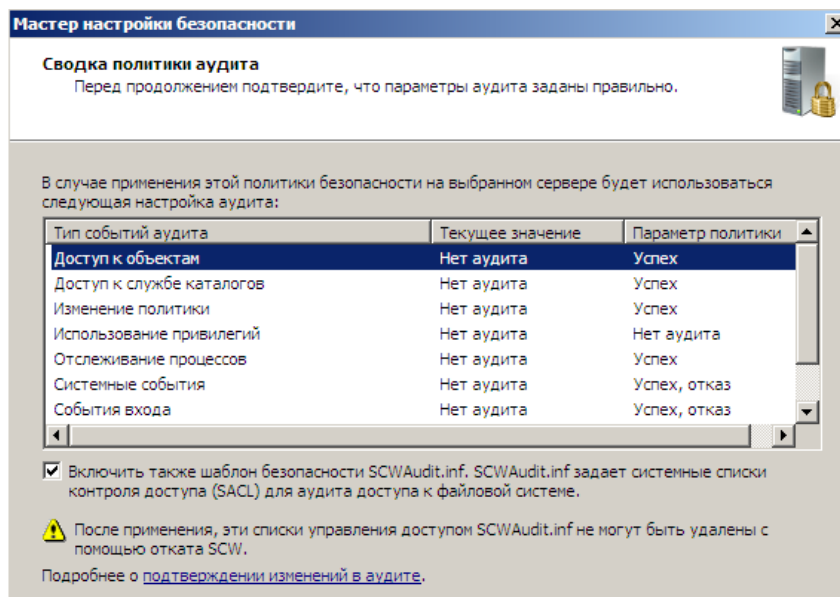 Мастер настройки безопасности
Сводка политики аудита
Перед продолжением подтвердите, что параметры аудита заданы правильно.
В случае применения этой политики безопасности на выбранном сервере будет использоваться
следующая настройка аудита:
Тип событий аудита Текущее значение Параметр политики
Доступ к объектам Нет аудита Успех
Доступ к службе каталогов Нет аудита Успех
Изменение политики Нет аудита Успех
Использование привилегий Нет аудита Нет аудита
Отслеживание процессов Нет аудита Успех
Системные события Нет аудита Успех, отказ
События входа Нет аудита Успех, отказ
Включить также шаблон безопасности SCWAudit.inf. SCWAudit.inf задает системные списки
контроля доступа (SACL) для аудита доступа к файловой системе.
После применения, эти списки управления доступом SCWAudit.inf не могут быть удалены с
помощью отката SCW.
Подробнее о подтверждении изменений в аудите.